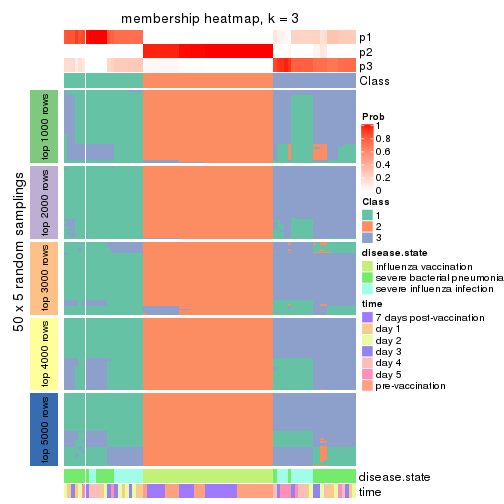 membership heatmap, k = 3
p1
p2
p3
Class
50 x 5 random samplings
top 1000 rows
top 2000 rows
top 3000 rows
top 4000 rows
top 5000 rows
Prob
1
0.8
0.6
0.4
0.2
0
Class
1
2
3
disease.state
influenza vaccination
severe bacterial pneumonia
severe influenza infection
time
7 days post-vaccination
day 1
day 2
day 3
day 4
day 5
pre-vaccination
disease.state
time